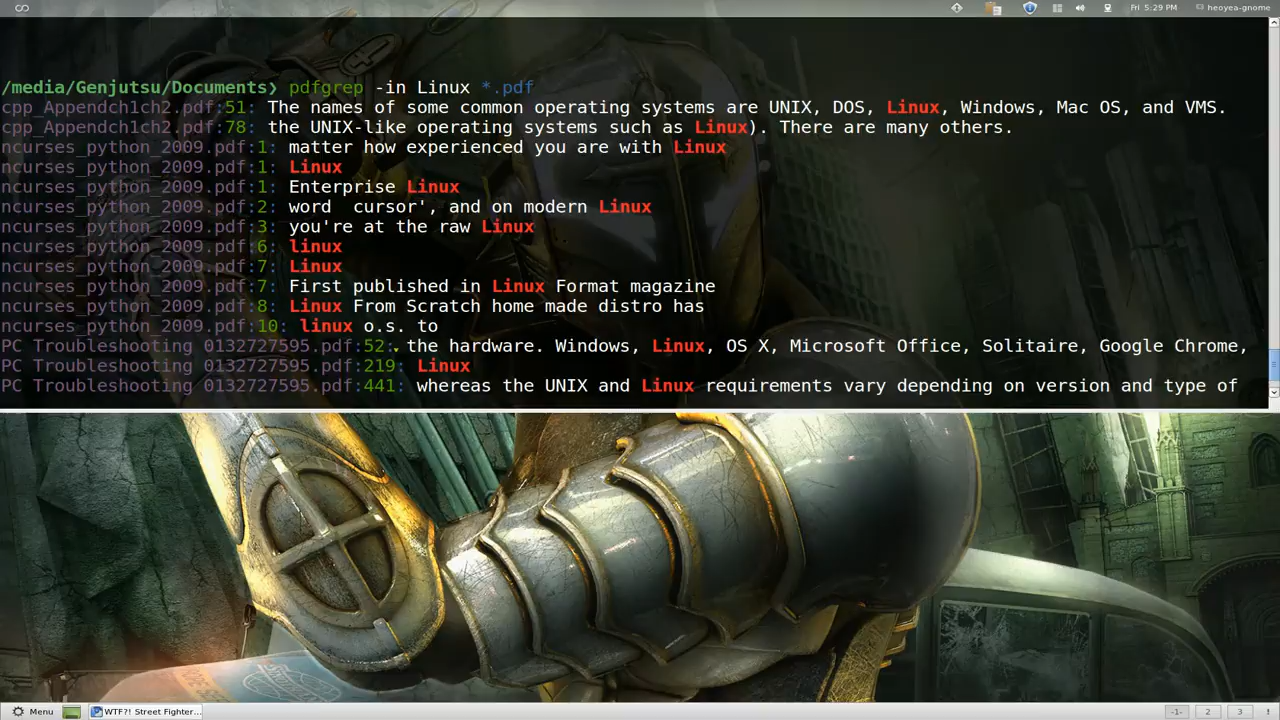 Fri 5:29 PM
heoyea-gnome
/media/Genjutsu/Documents❯ pdfgrep -in Linux *.pdf
cpp_Appendch1ch2.pdf:51: The names of some common operating systems are UNIX, DOS, Linux, Windows, Mac OS, and VMS.
cpp_Appendch1ch2.pdf:78: the UNIX-like operating systems such as Linux). There are many others.
ncurses_python_2009.pdf:1: matter how experienced you are with Linux
ncurses_python_2009.pdf:1: Linux
ncurses_python_2009.pdf:1: Enterprise Linux
ncurses_python_2009.pdf:2: word  cursor', and on modern Linux
ncurses_python_2009.pdf:3: you're at the raw Linux
ncurses_python_2009.pdf:6: linux
ncurses_python_2009.pdf:7: Linux
ncurses_python_2009.pdf:7: First published in Linux Format magazine
ncurses_python_2009.pdf:8: Linux From Scratch home made distro has
ncurses_python_2009.pdf:10: linux o.s. to
PC Troubleshooting 0132727595.pdf:52: the hardware. Windows, Linux, OS X, Microsoft Office, Solitaire, Google Chrome,
PC Troubleshooting 0132727595.pdf:219: Linux
PC Troubleshooting 0132727595.pdf:441: whereas the UNIX and Linux requirements vary depending on version and type of
Menu
WTF?! Street Fighter...
-1-
2
3